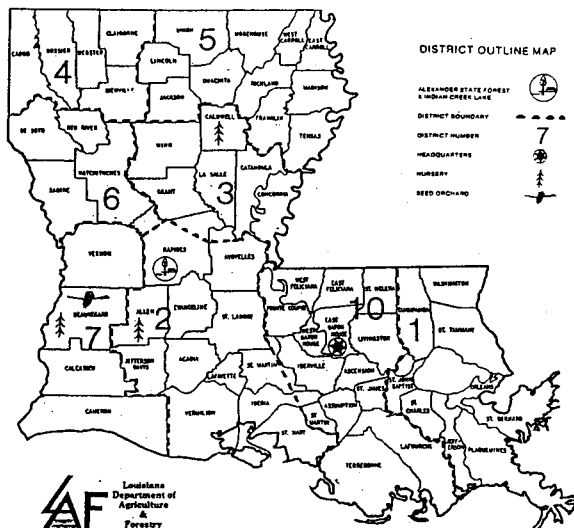 DISTRICT OUTLINE MAP
ALEXANDER STATE FOREST
& INDIAN CREEK LAKE
DISTRICT BOUNDARY
DISTRICT NUMBER 7
HEADQUARTERS
NURSERY
SEED ORCHARD
CADDO
BOSSIER
WEBSTER
CLAIBORNE
UNION
5
MOREHOUSE
WEST CARROLL
EAST CARROLL
4
LINCOLN
BIENVILLE
JACKSON
OUACHITA
RICHLAND
MADISON
DE SOTO
RED RIVER
CALDWELL
FRANKLIN
TENSAS
WINN
NATCHITOCHES
SABINE
6
GRANT
LA SALLE
3
CATAHOULA
CONCORDIA
VERNON
RAPIDES
AVOYELLES
BEAUREGARD
7
ALLEN
2
EVANGELINE
ST. LANDRY
WEST FELICIANA
EAST FELICIANA
ST. HELENA
TANGIPAHOA
WASHINGTON
POINTE COUPEE
10
1
WEST BATON ROUGE
EAST BATON ROUGE
LIVINGSTON
ST. TAMMANY
CALCASIEU
JEFFERSON DAVIS
ACADIA
LAFAYETTE
ST. MARTIN
IBERVILLE
ASCENSION
ST. JAMES
ST. JOHN BAPTIST
ORLEANS
CAMERON
VERMILION
IBERIA
ST. MARTIN
ASSUMPTION
ST. CHARLES
ST. BERNARD
ST. MARY
TERREBONNE
LAFOURCHE
JEFFERSON
PLAQUEMINES
LAF
Louisiana
Department of
Agriculture
&
Forestry